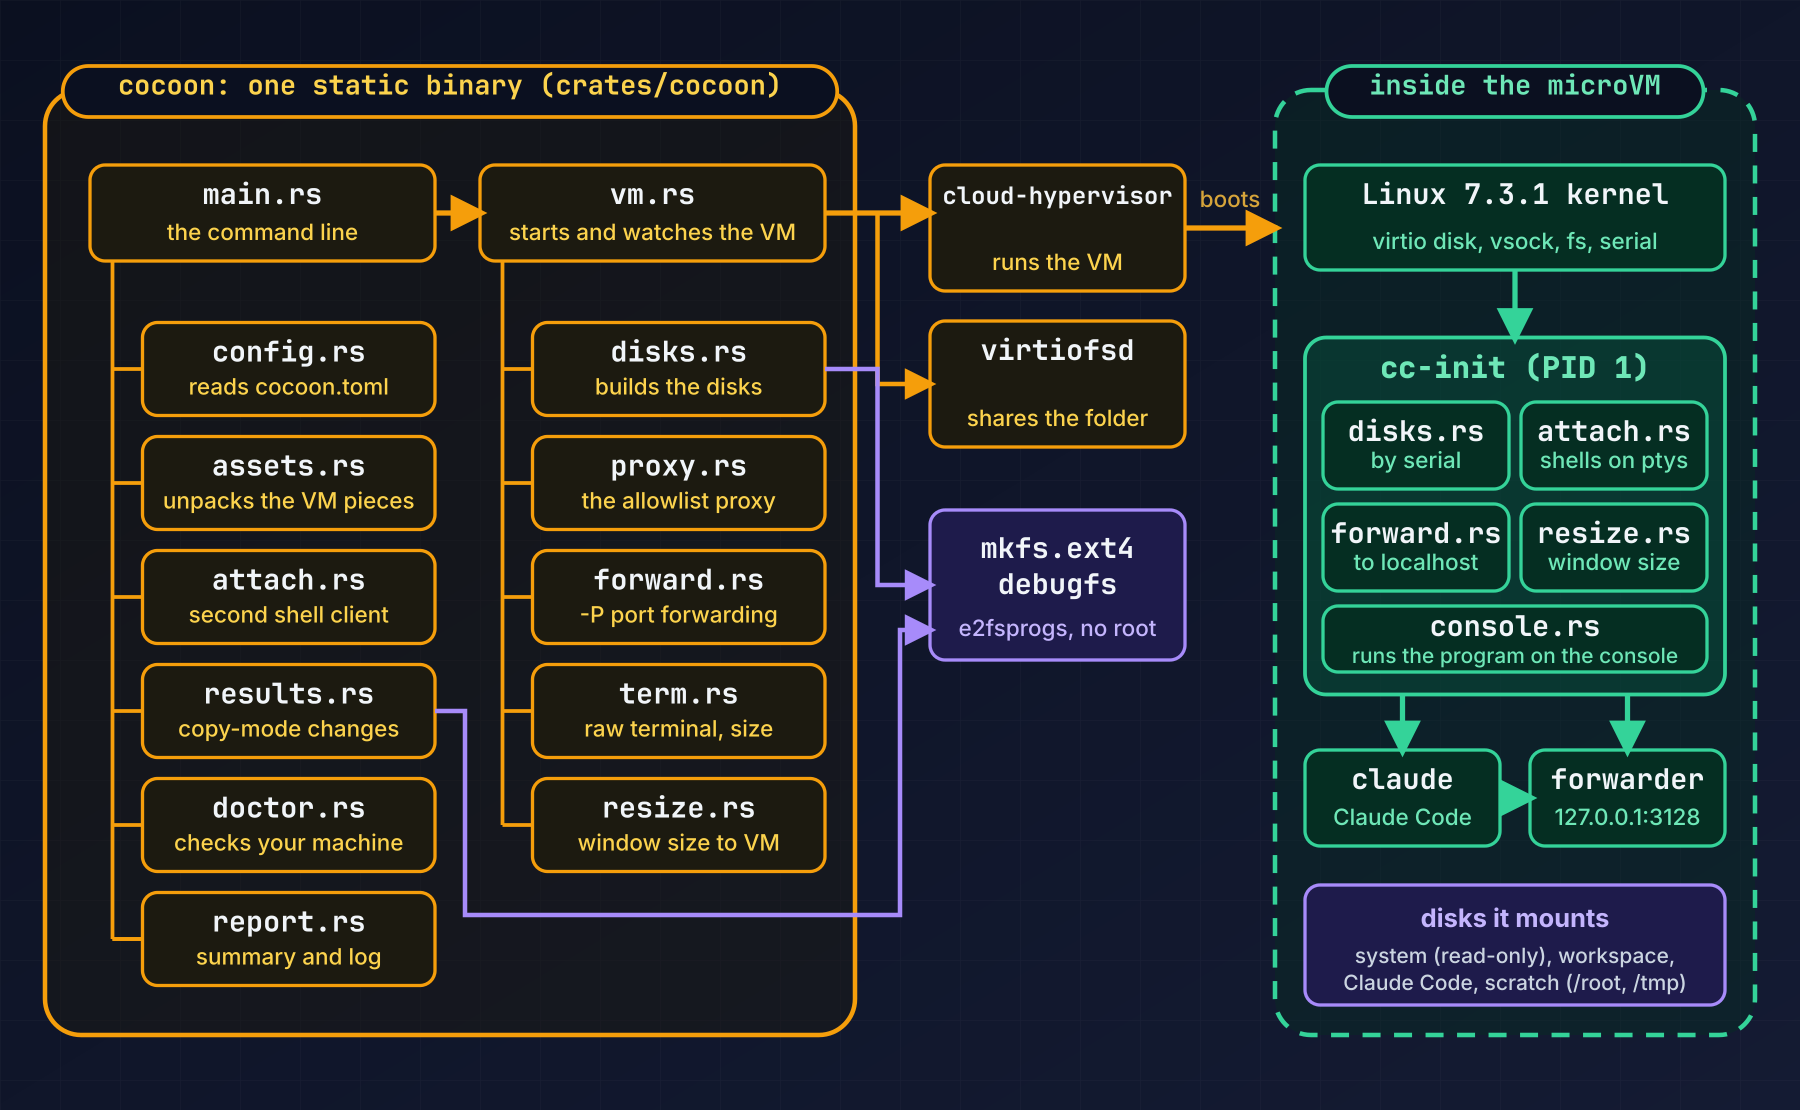 cocoon: one static binary (crates/cocoon)
main.rs
the command line
config.rs
reads cocoon.toml
assets.rs
unpacks the VM pieces
attach.rs
second shell client
results.rs
copy-mode changes
doctor.rs
checks your machine
report.rs
summary and log
vm.rs
starts and watches the VM
disks.rs
builds the disks
proxy.rs
the allowlist proxy
forward.rs
-P port forwarding
term.rs
raw terminal, size
resize.rs
window size to VM
cloud-hypervisor
runs the VM
virtiofsd
shares the folder
mkfs.ext4
debugfs
e2fsprogs, no root
boots
inside the microVM
Linux 7.3.1 kernel
virtio disk, vsock, fs, serial
cc-init (PID 1)
disks.rs
by serial
attach.rs
shells on ptys
forward.rs
to localhost
resize.rs
window size
console.rs
runs the program on the console
claude
Claude Code
forwarder
127.0.0.1:3128
disks it mounts
system (read-only), workspace,
Claude Code, scratch (/root, /tmp)